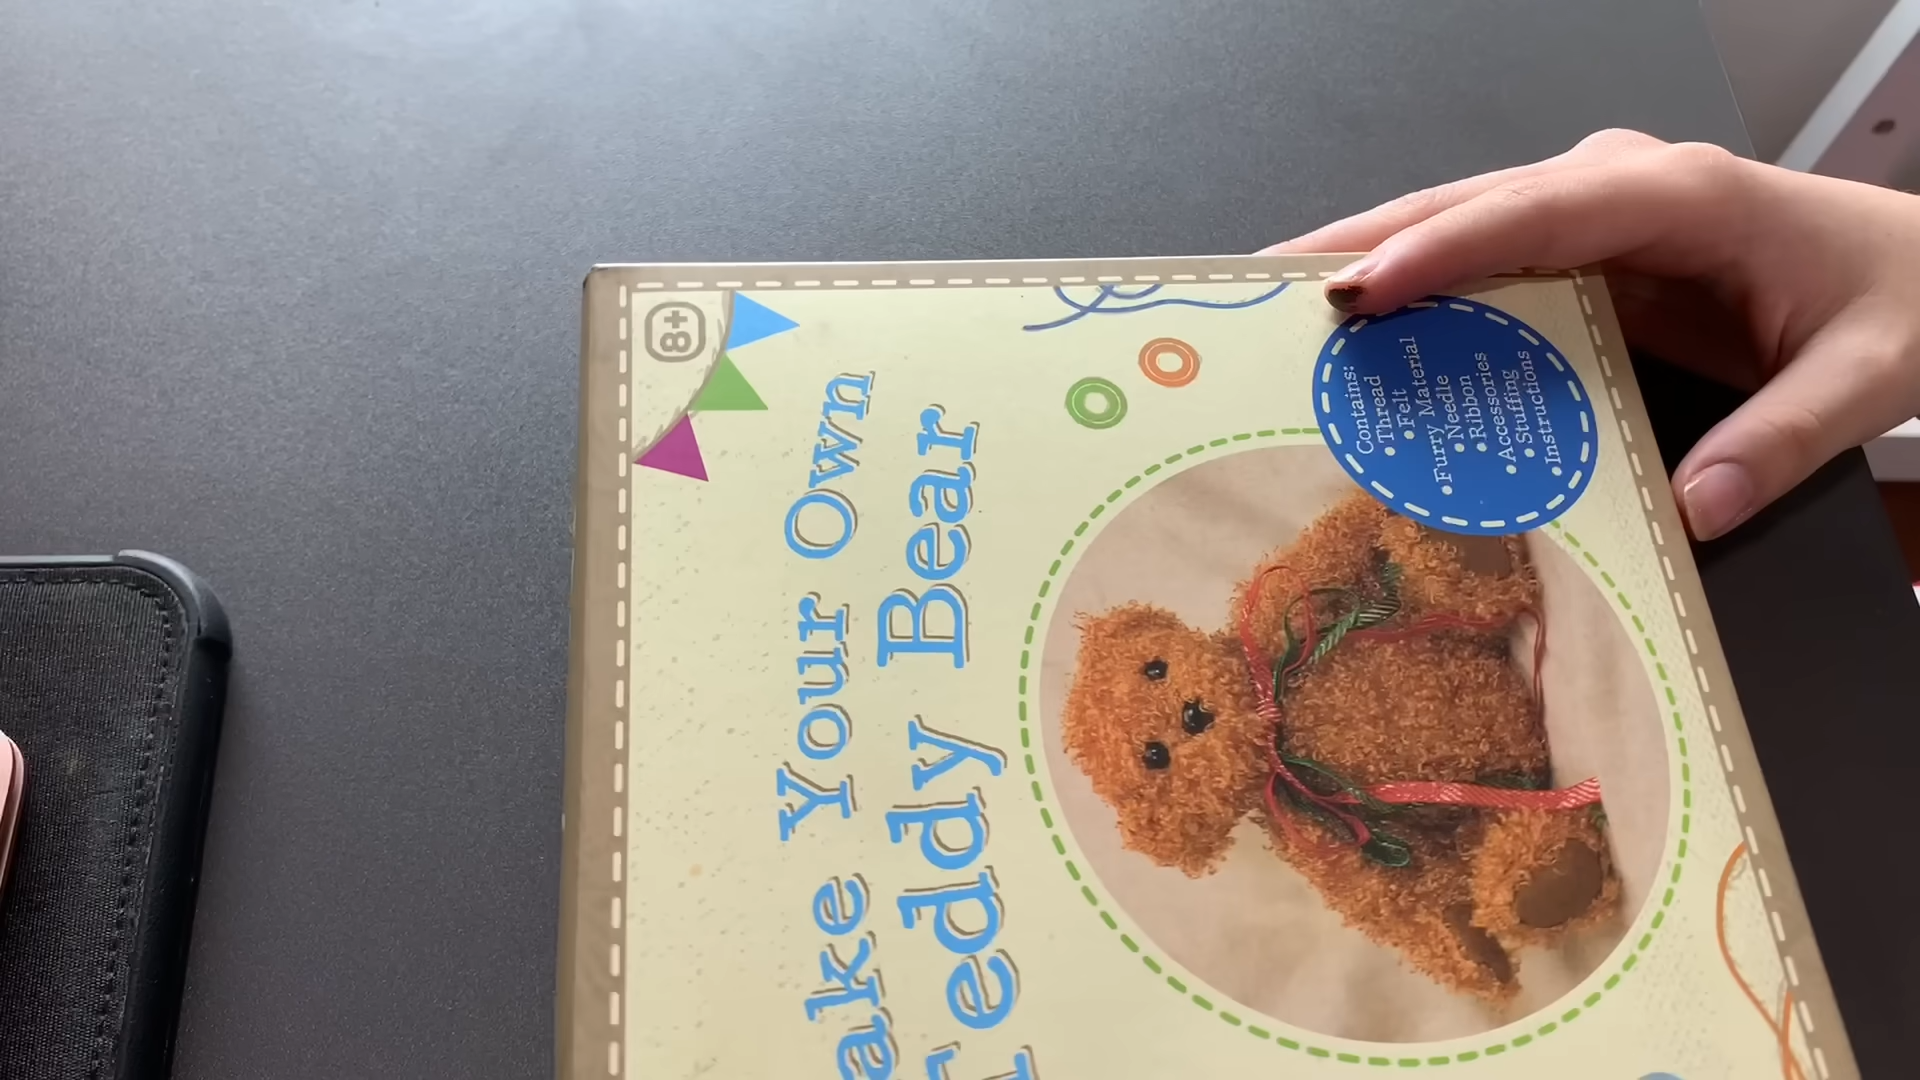 8+
ake Your Own
Teddy Bear
Contains:
• Thread
• Felt
• Furry Material
• Needle
• Ribbon
• Accessories
• Stuffing
• Instructions